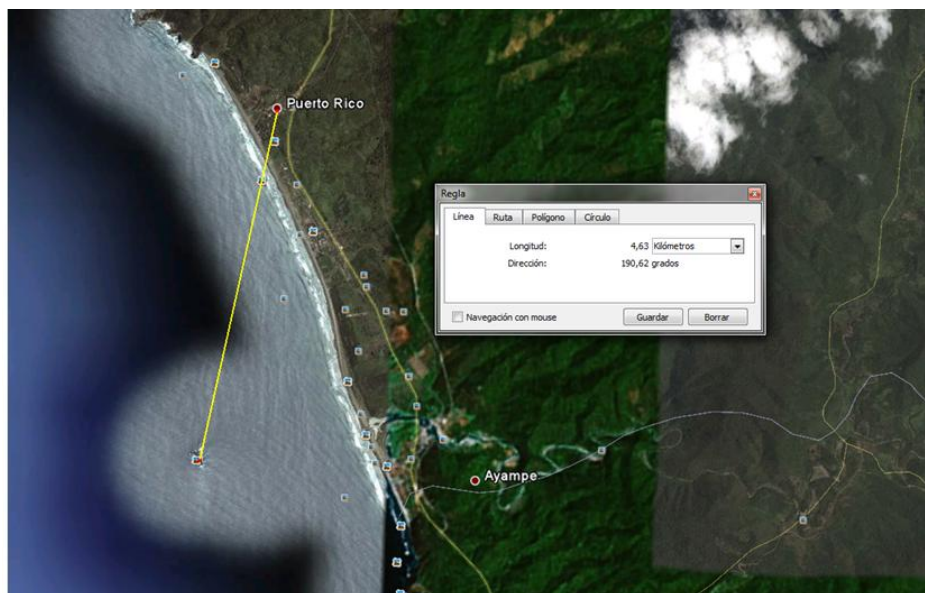 Puerto Rico
Regla
Línea Ruta Polígono Círculo
Longitud: 4,63 Kilómetros
Dirección: 190,62 grados
Navegación con mouse Guardar Borrar
Ayampe